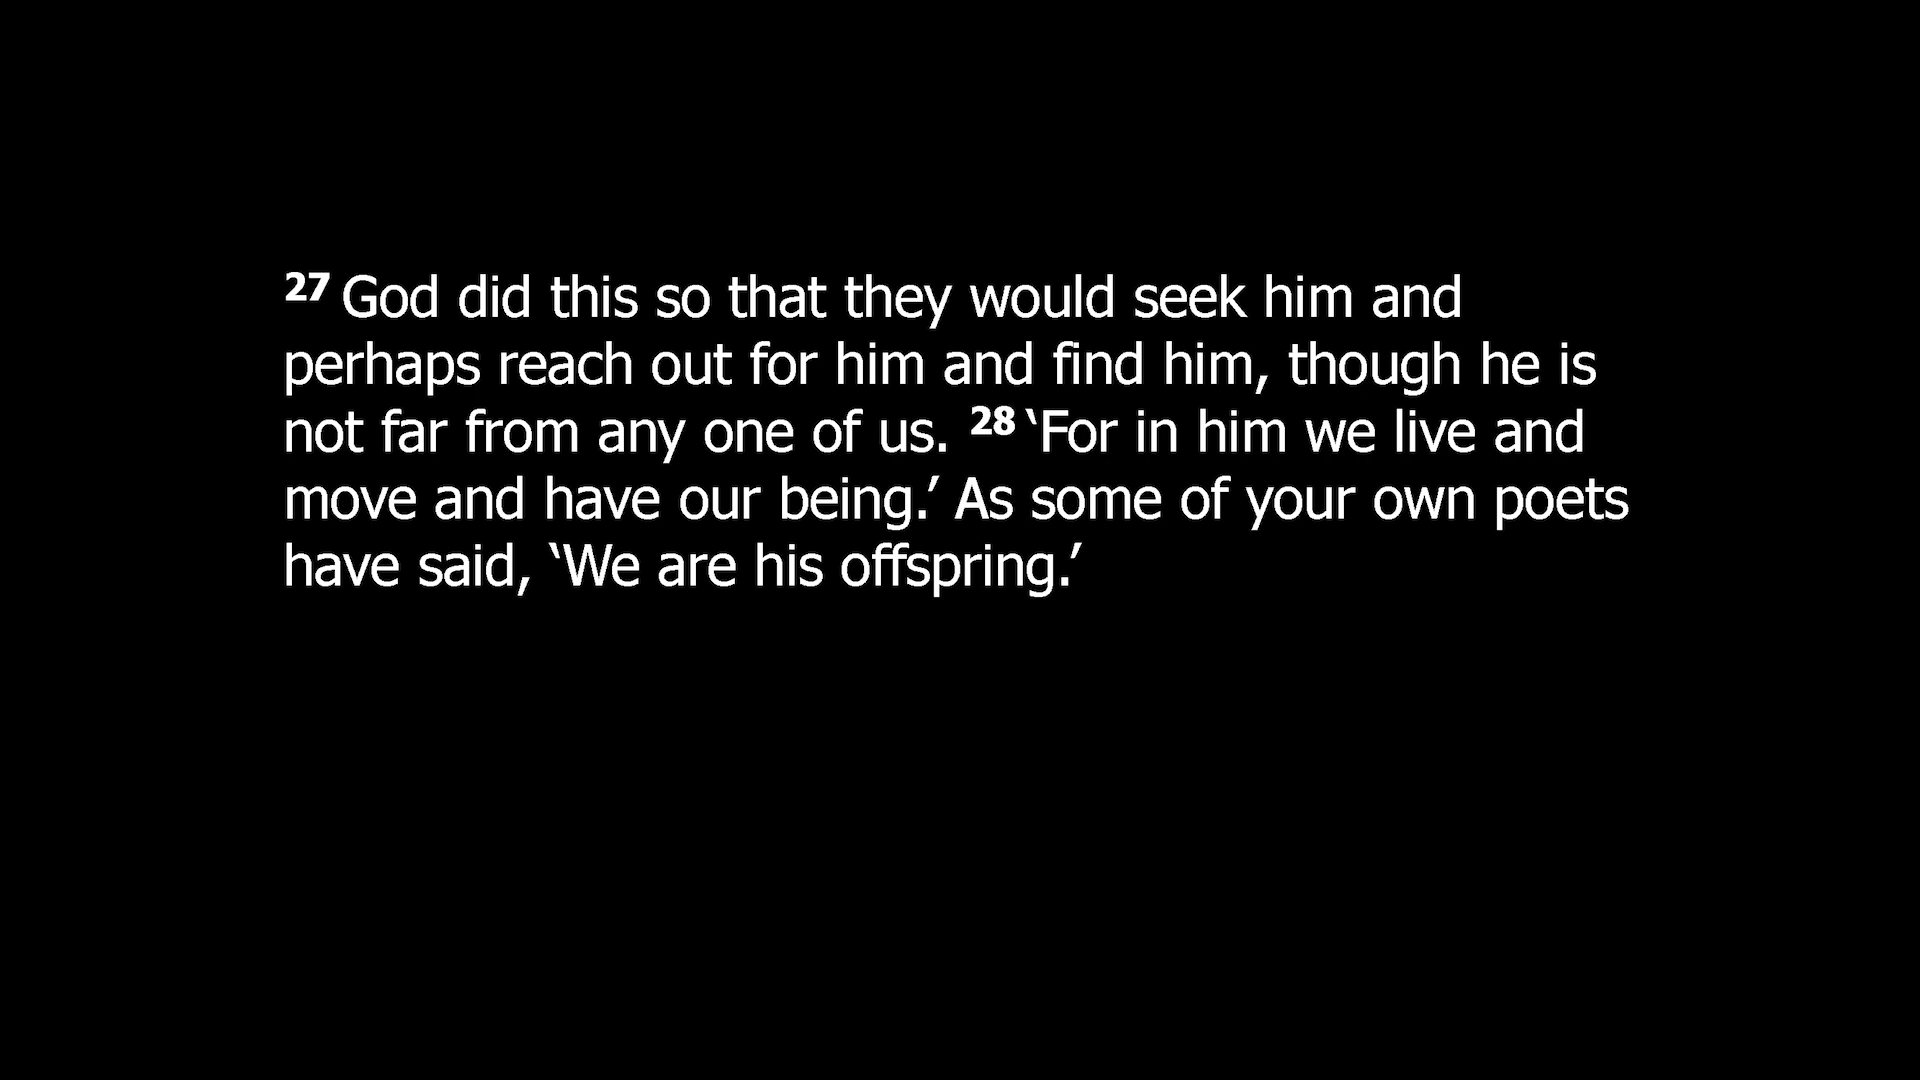 27 God did this so that they would seek him and
perhaps reach out for him and find him, though he is
not far from any one of us. 28 ‘For in him we live and
move and have our being.’ As some of your own poets
have said, ‘We are his offspring.’